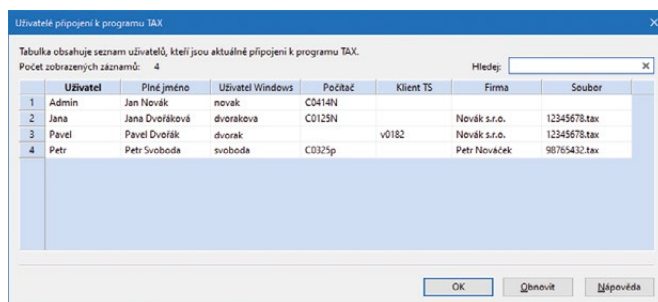 Uživatelé připojení k programu TAX
Tabulka obsahuje seznam uživatelů, kteří jsou aktuálně připojeni k programu TAX.
Počet zobrazených záznamů: 4 Hledej:
Uživatel Plné jméno Uživatel Windows Počítač Klient TS Firma Soubor
1 Admin Jan Novák novak C0414N
2 Jana Jana Dvořáková dvorakova C0125N Novák s.r.o. 12345678.tax
3 Pavel Pavel Dvořák dvorak v0182 Novák s.r.o. 12345678.tax
4 Petr Petr Svoboda svoboda C0325p Petr Nováček 98765432.tax
OK Obnovit Nápověda